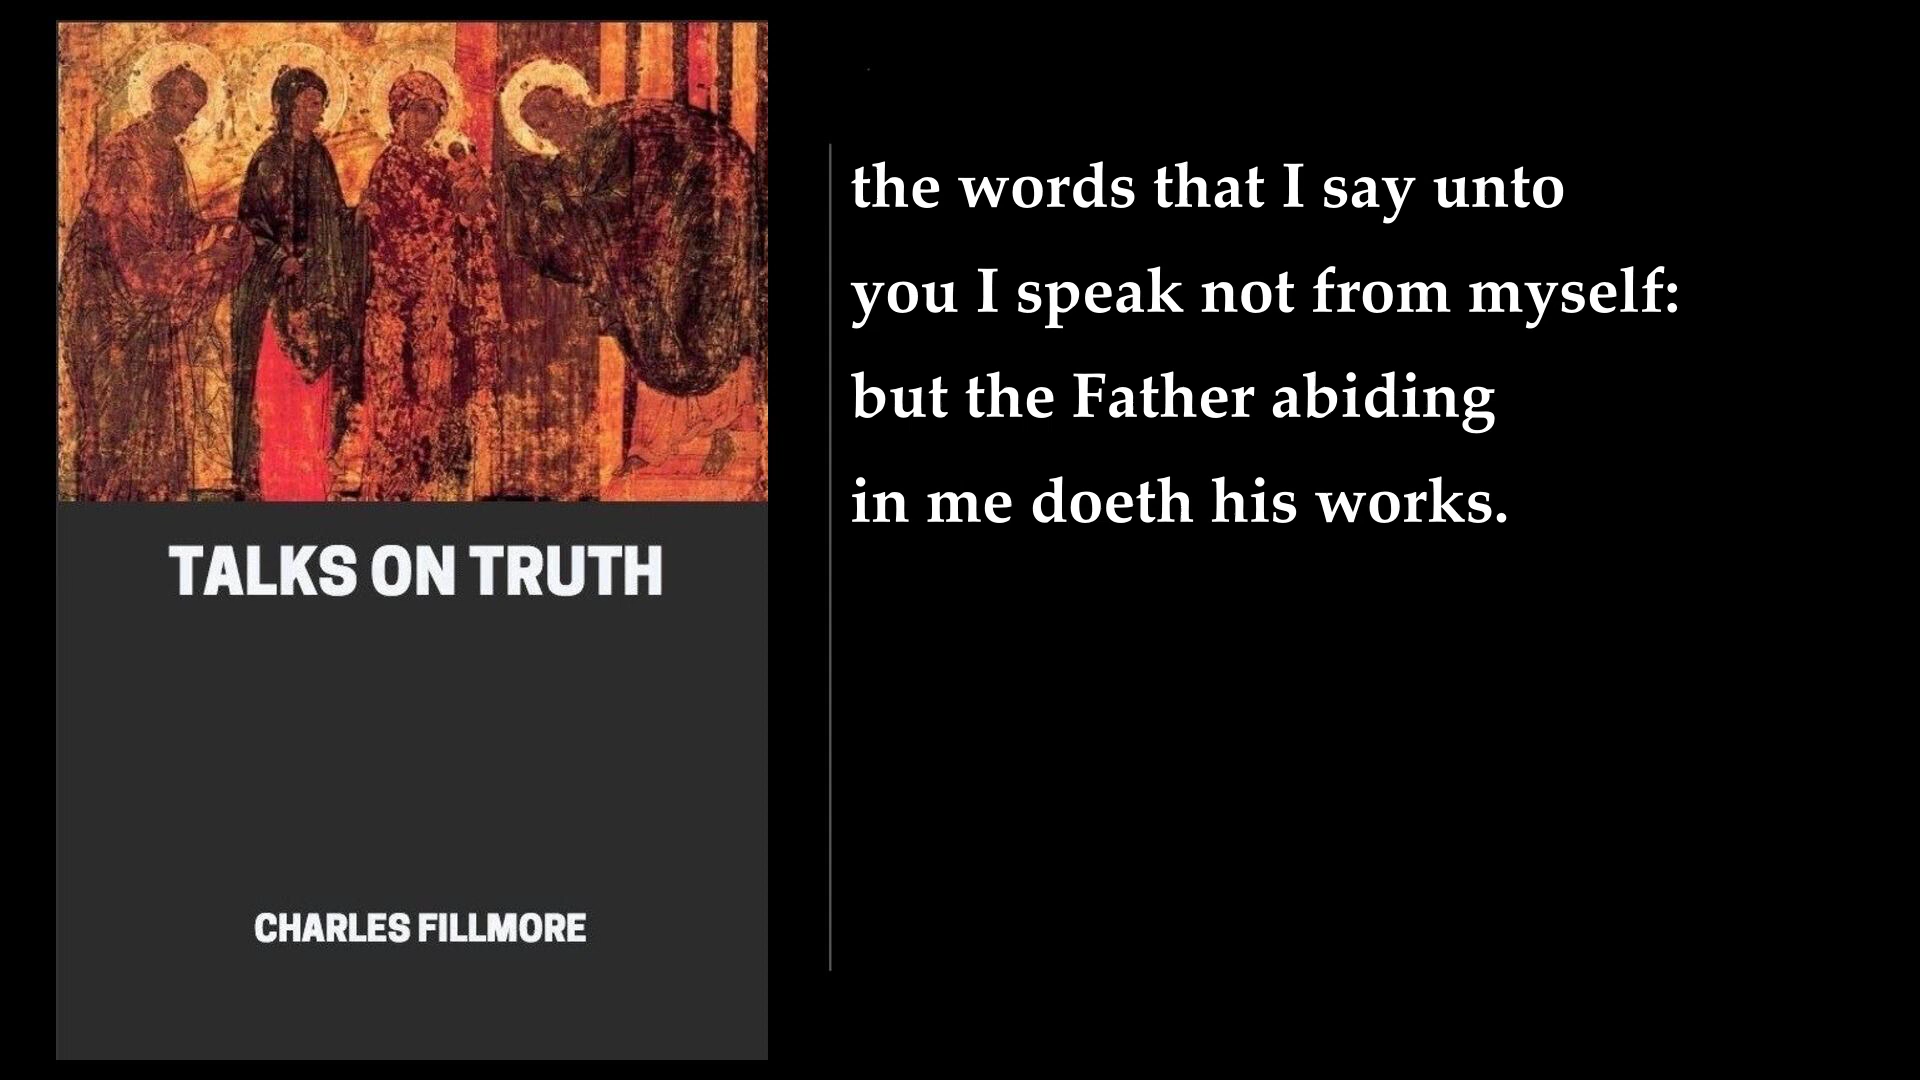 TALKS ON TRUTH
CHARLES FILLMORE
the words that I say unto
you I speak not from myself:
but the Father abiding
in me doeth his works.